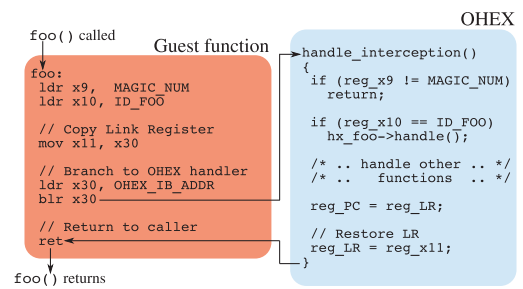 OHEX
foo() called
Guest function
foo:
ldr x9,  MAGIC_NUM
ldr x10, ID_FOO
// Copy Link Register
mov x11, x30
// Branch to OHEX handler
ldr x30, OHEX_IB_ADDR
blr x30
// Return to caller
ret
foo() returns
handle_interception()
{
if (reg_x9 != MAGIC_NUM)
return;
if (reg_x10 == ID_FOO)
hx_foo->handle();
/* .. handle other .. */
/* ..   functions   .. */
reg_PC = reg_LR;
// Restore LR
reg_LR = reg_x11;
}